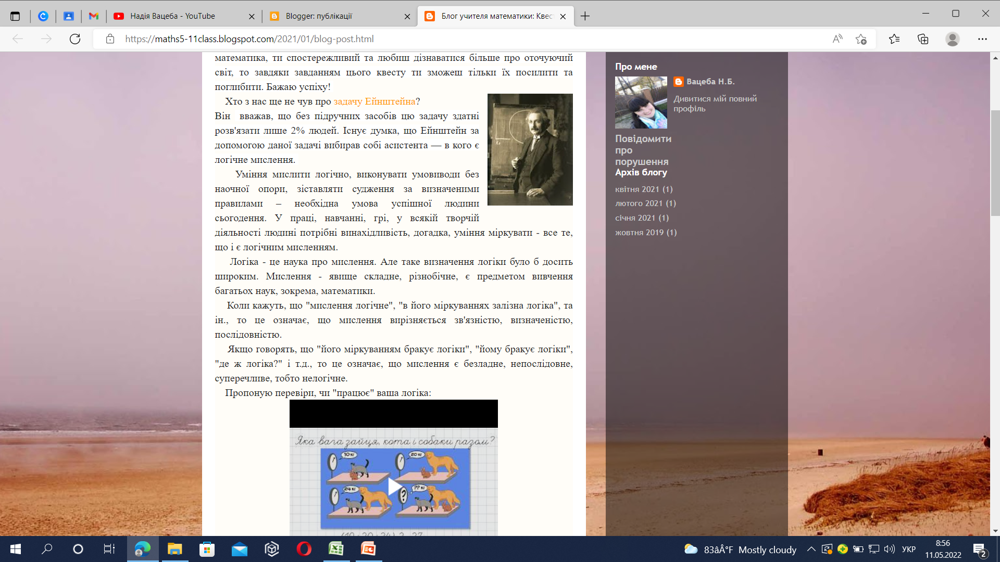 Надія Вацеба - YouTube
Blogger: публікації
Блог учителя математики: Квест
https://maths5-11class.blogspot.com/2021/01/blog-post.html
математика, ти спостережливий та любиш дізнаватися більше про оточуючий
світ, то завдяки завданням цього квесту ти зможеш тільки їх посилити та
поглибити. Бажаю успіху!
Хто з нас ще не чув про задачу Ейнштейна?
Він вважав, що без підручних засобів цю задачу здатні
розв'язати лише 2% людей. Існує думка, що Ейнштейн за
допомогою даної задачі вибирав собі асистента — в кого є
логічне мислення.
Уміння мислити логічно, виконувати умовиводи без
наочної опори, зіставляти судження за визначеними
правилами – необхідна умова успішної людини
сьогодення. У праці, навчанні, грі, у всякій творчій
діяльності людині потрібні винахідливість, догадка, уміння міркувати - все те,
що і є логічним мисленням.
Логіка - це наука про мислення. Але таке визначення логіки було б досить
широким. Мислення - явище складне, різнобічне, є предметом вивчення
багатьох наук, зокрема, математики.
Коли кажуть, що "мислення логічне", "в його міркуваннях залізна логіка", та
ін., то це означає, що мислення вирізняється зв'язністю, визначеністю,
послідовністю.
Якщо говорять, що "його міркуванням бракує логіки", "йому бракує логіки",
"де ж логіка?" і т.д., то це означає, що мислення є безладне, непослідовне,
суперечливе, тобто нелогічне.
Пропоную перевіри, чи "працює" ваша логіка:
Яка вага зайця, кота і собаки разом?
10 кг
20 кг
24 кг
?? кг
?
Про мене
Вацеба Н.Б.
Дивитися мій повний
профіль
Повідомити
про
порушення
Архів блогу
квітня 2021 (1)
лютого 2021 (1)
січня 2021 (1)
жовтня 2019 (1)
83âÂ°F Mostly cloudy
УКР
8:56
11.05.2022
2